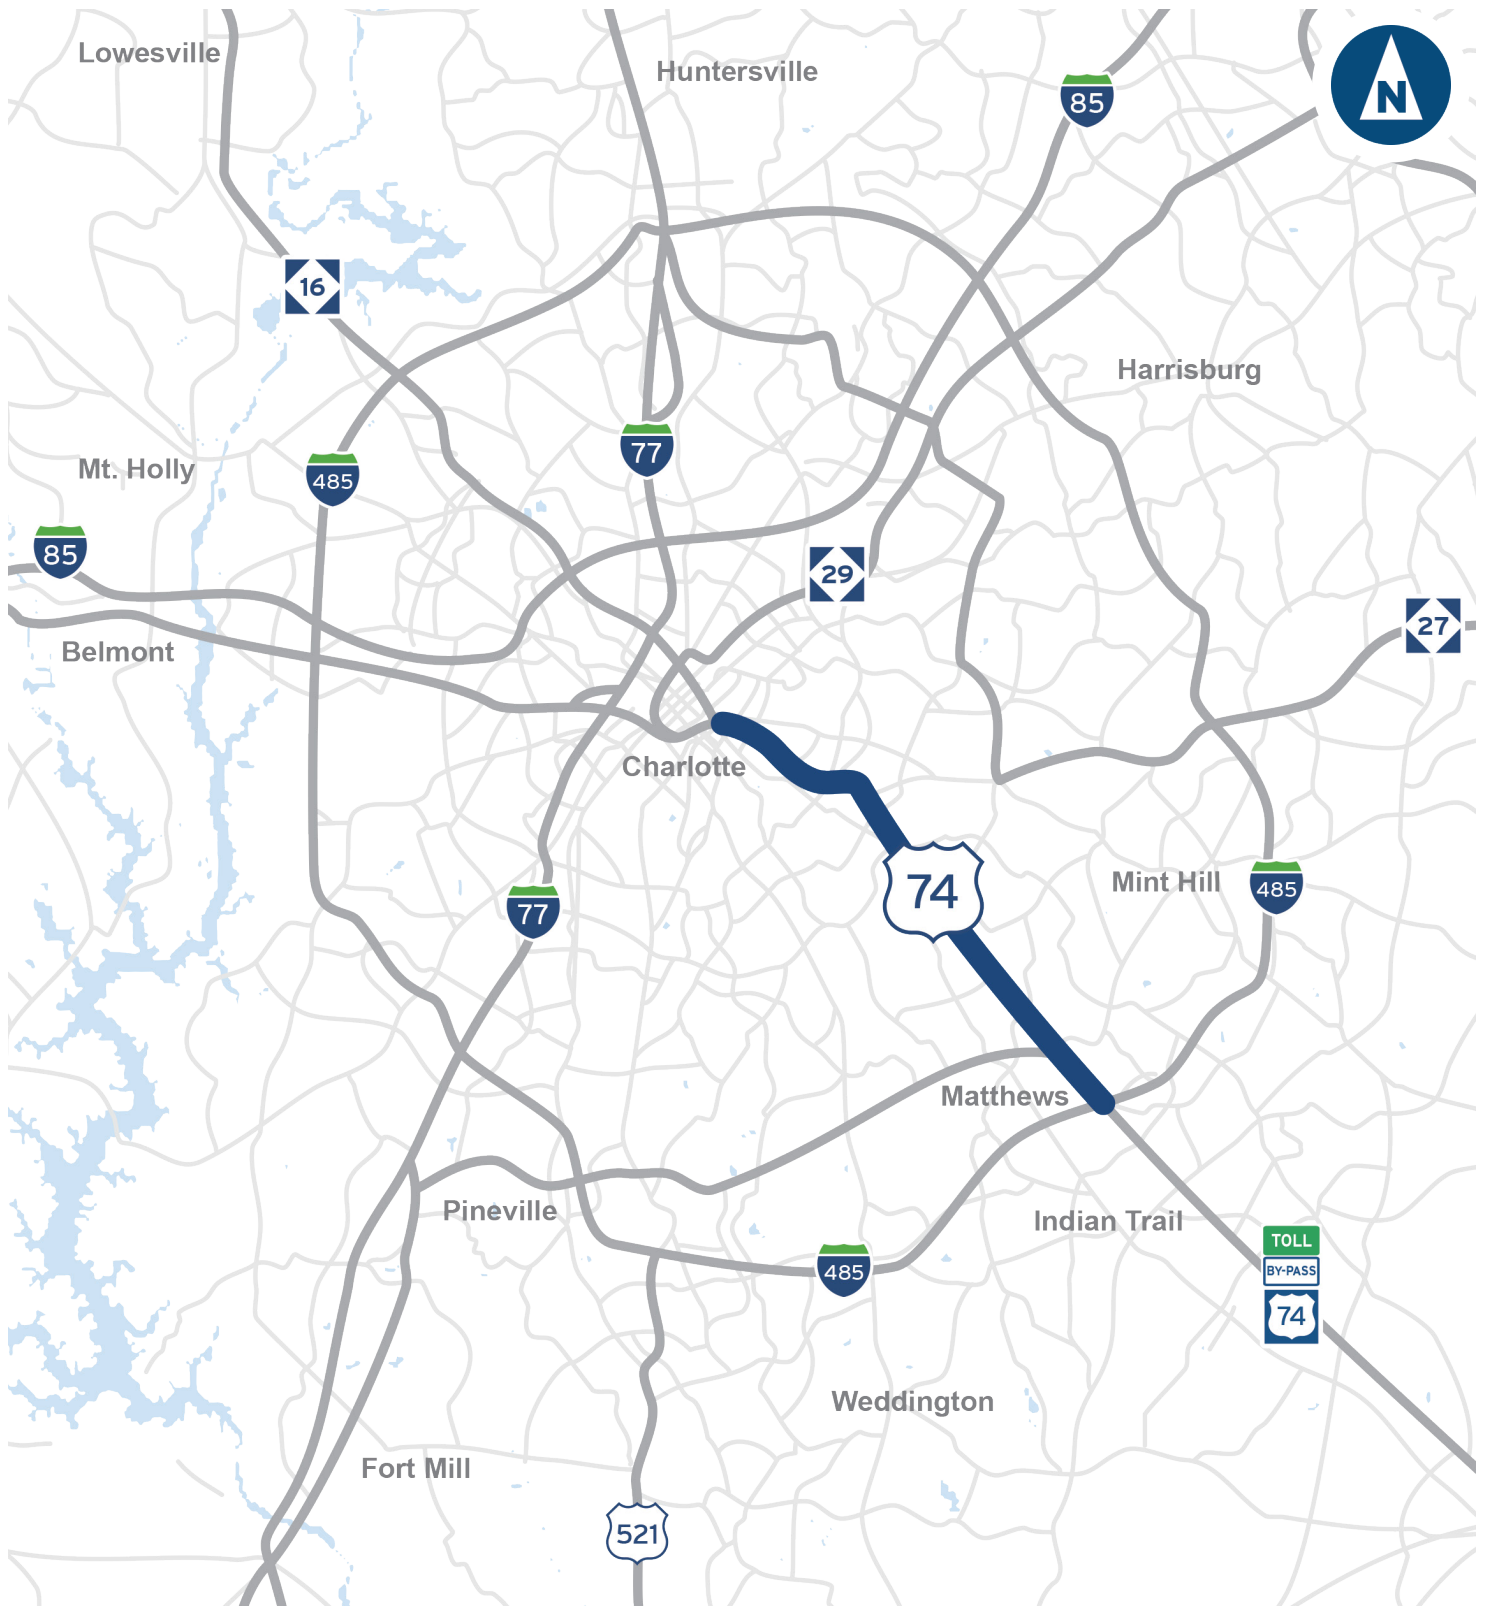 Lowesville
Huntersville
85
N
16
Harrisburg
77
Mt. Holly
485
85
29
27
Belmont
Charlotte
74
Mint Hill
485
77
Matthews
Pineville
Indian Trail
TOLL
BY-PASS
485
74
Weddington
Fort Mill
521